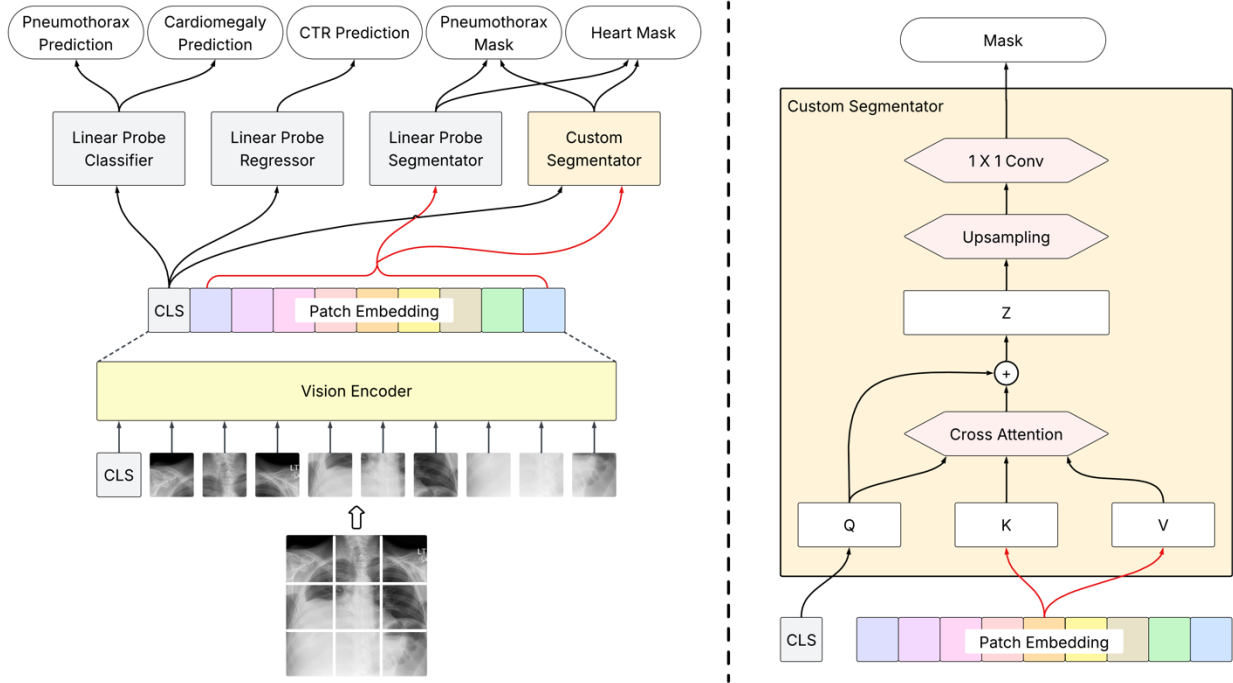 Pneumothorax
Prediction
Cardiomegaly
Prediction
CTR Prediction
Pneumothorax
Mask
Heart Mask
Linear Probe
Classifier
Linear Probe
Regressor
Linear Probe
Segmentator
Custom
Segmentator
CLS
Patch Embedding
Vision Encoder
CLS
LT
LT
Mask
Custom Segmentator
1 X 1 Conv
Upsampling
Z
+
Cross Attention
Q
K
V
CLS
Patch Embedding